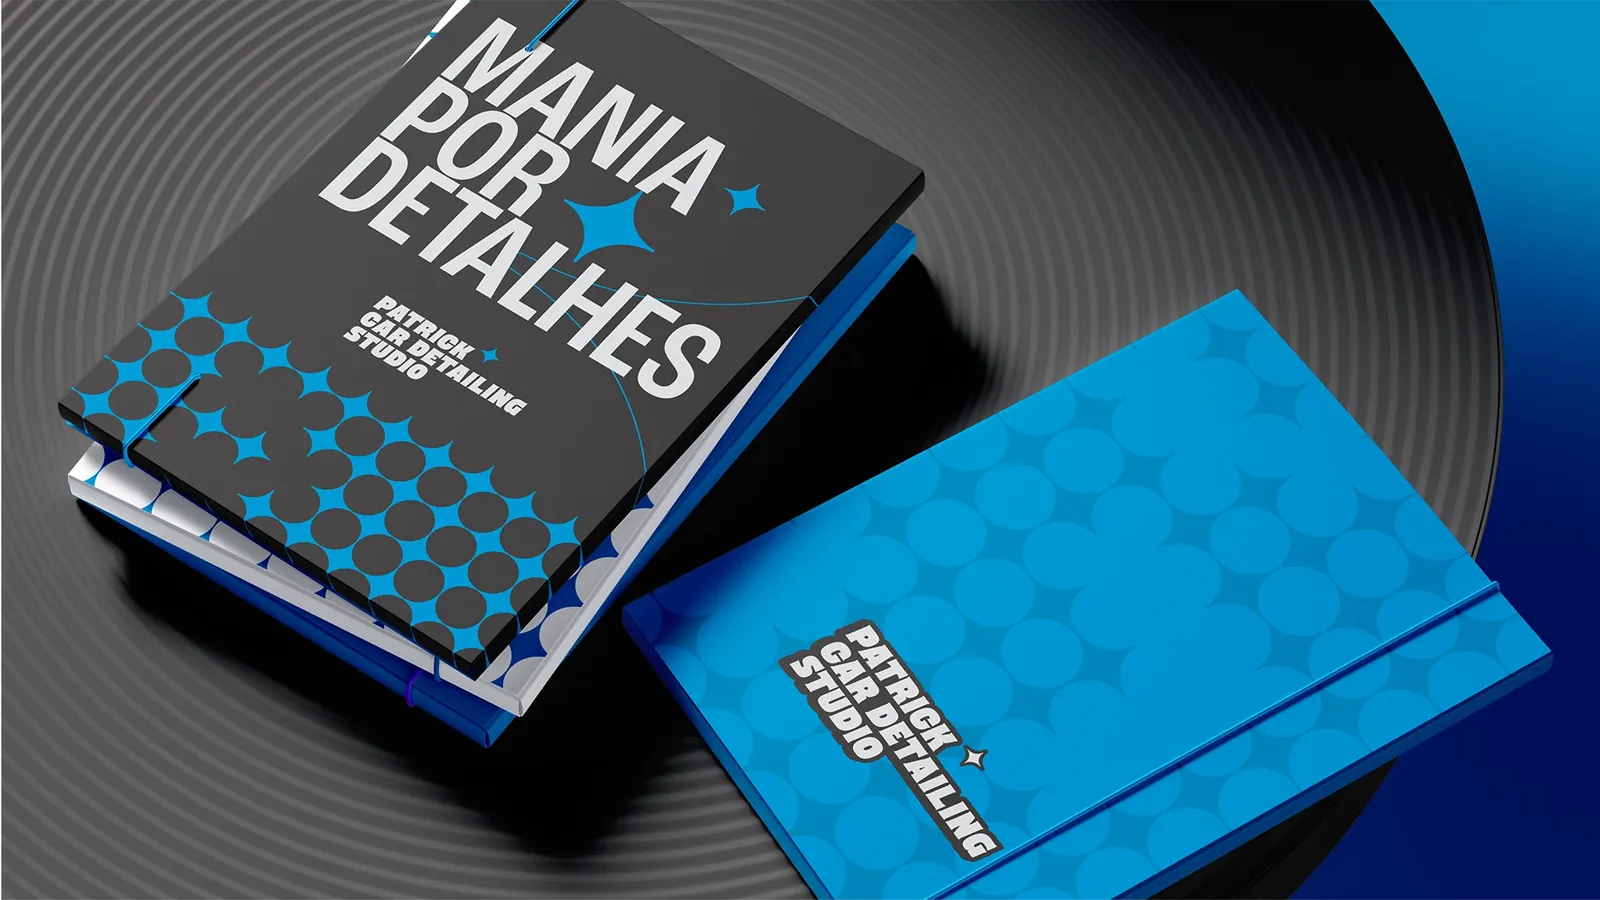 MANIA
POR
DETALHES
PATRICK
CAR DETAILING
STUDIO
PATRICK
CAR DETAILING
STUDIO